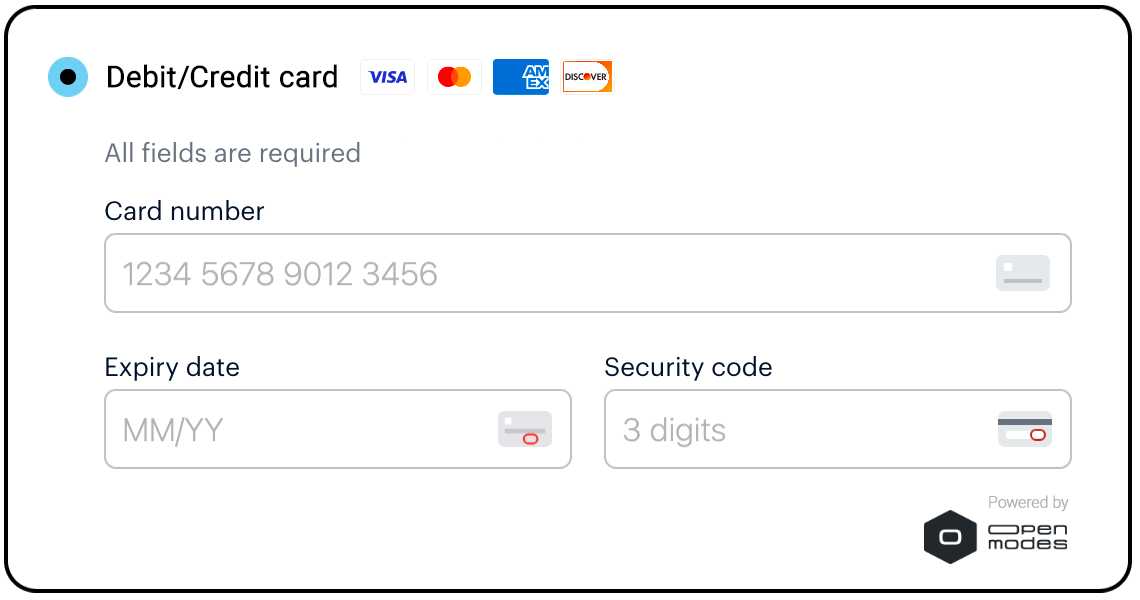 Debit/Credit card VISA AM EX DISCOVER
All fields are required
Card number
1234 5678 9012 3456
Expiry date Security code
MM/YY 3 digits
Powered by
open
modes